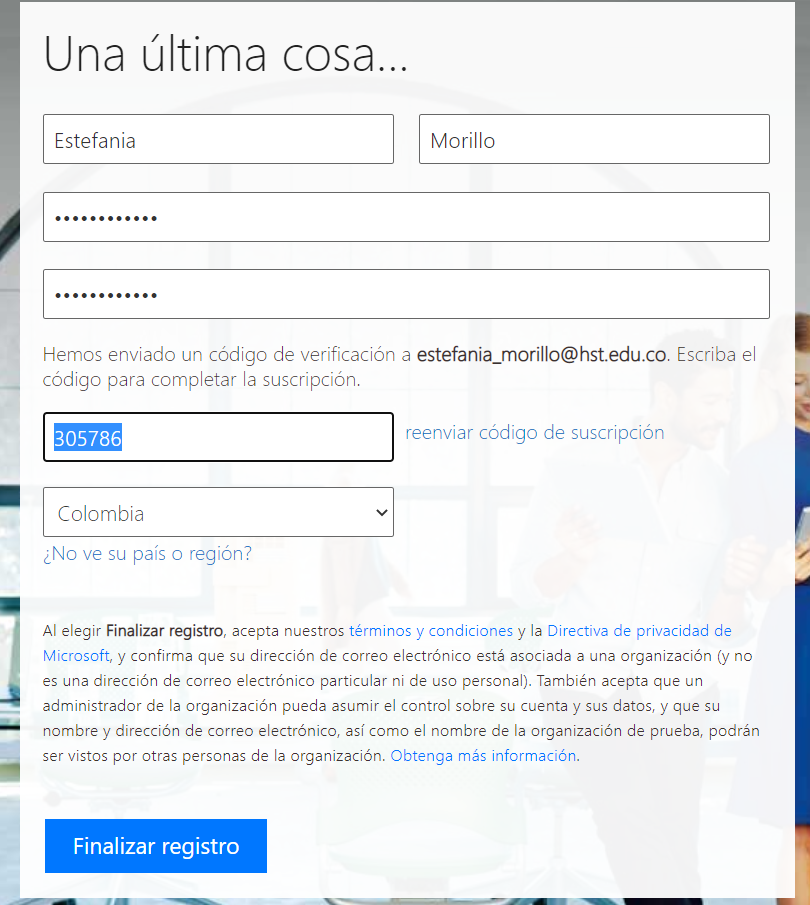 Una última cosa...
Estefania
Morillo
••••••••••••
••••••••••••
Hemos enviado un código de verificación a estefania_morillo@hst.edu.co. Escriba el
código para completar la suscripción.
305786
reenviar código de suscripción
Colombia
¿No ve su país o región?
Al elegir Finalizar registro, acepta nuestros términos y condiciones y la Directiva de privacidad de
Microsoft, y confirma que su dirección de correo electrónico está asociada a una organización (y no
es una dirección de correo electrónico particular ni de uso personal). También acepta que un
administrador de la organización pueda asumir el control sobre su cuenta y sus datos, y que su
nombre y dirección de correo electrónico, así como el nombre de la organización de prueba, podrán
ser vistos por otras personas de la organización. Obtenga más información.
Finalizar registro